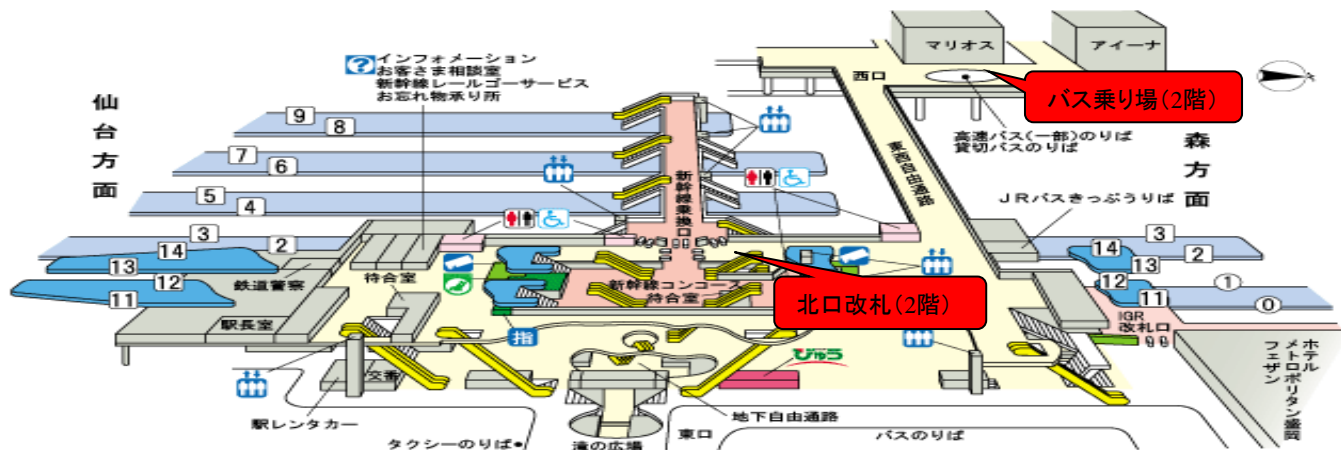 マリオス
アイーナ
? インフォメーション
お客さま相談室
新幹線レールゴーサービス
お忘れ物承り所
西口
バス乗り場(2階)
仙台方面
9
8
高速バス(一部)のりば
貸切バスのりば
森方面
7
6
東西自由通路
新幹線乗換口
JRバスきっぷうりば
5
4
3
2
14
13
12
11
鉄道警察
待合室
駅長室
新幹線コンコース
待合室
北口改札(2階)
3
2
14
13
12
11
1
0
IGR
改札口
指
びゅう
交番
駅レンタカー
地下自由通路
ホテル
メトロポリタン盛岡
フェザン
タクシーのりば
滝の広場
東口
バスのりば